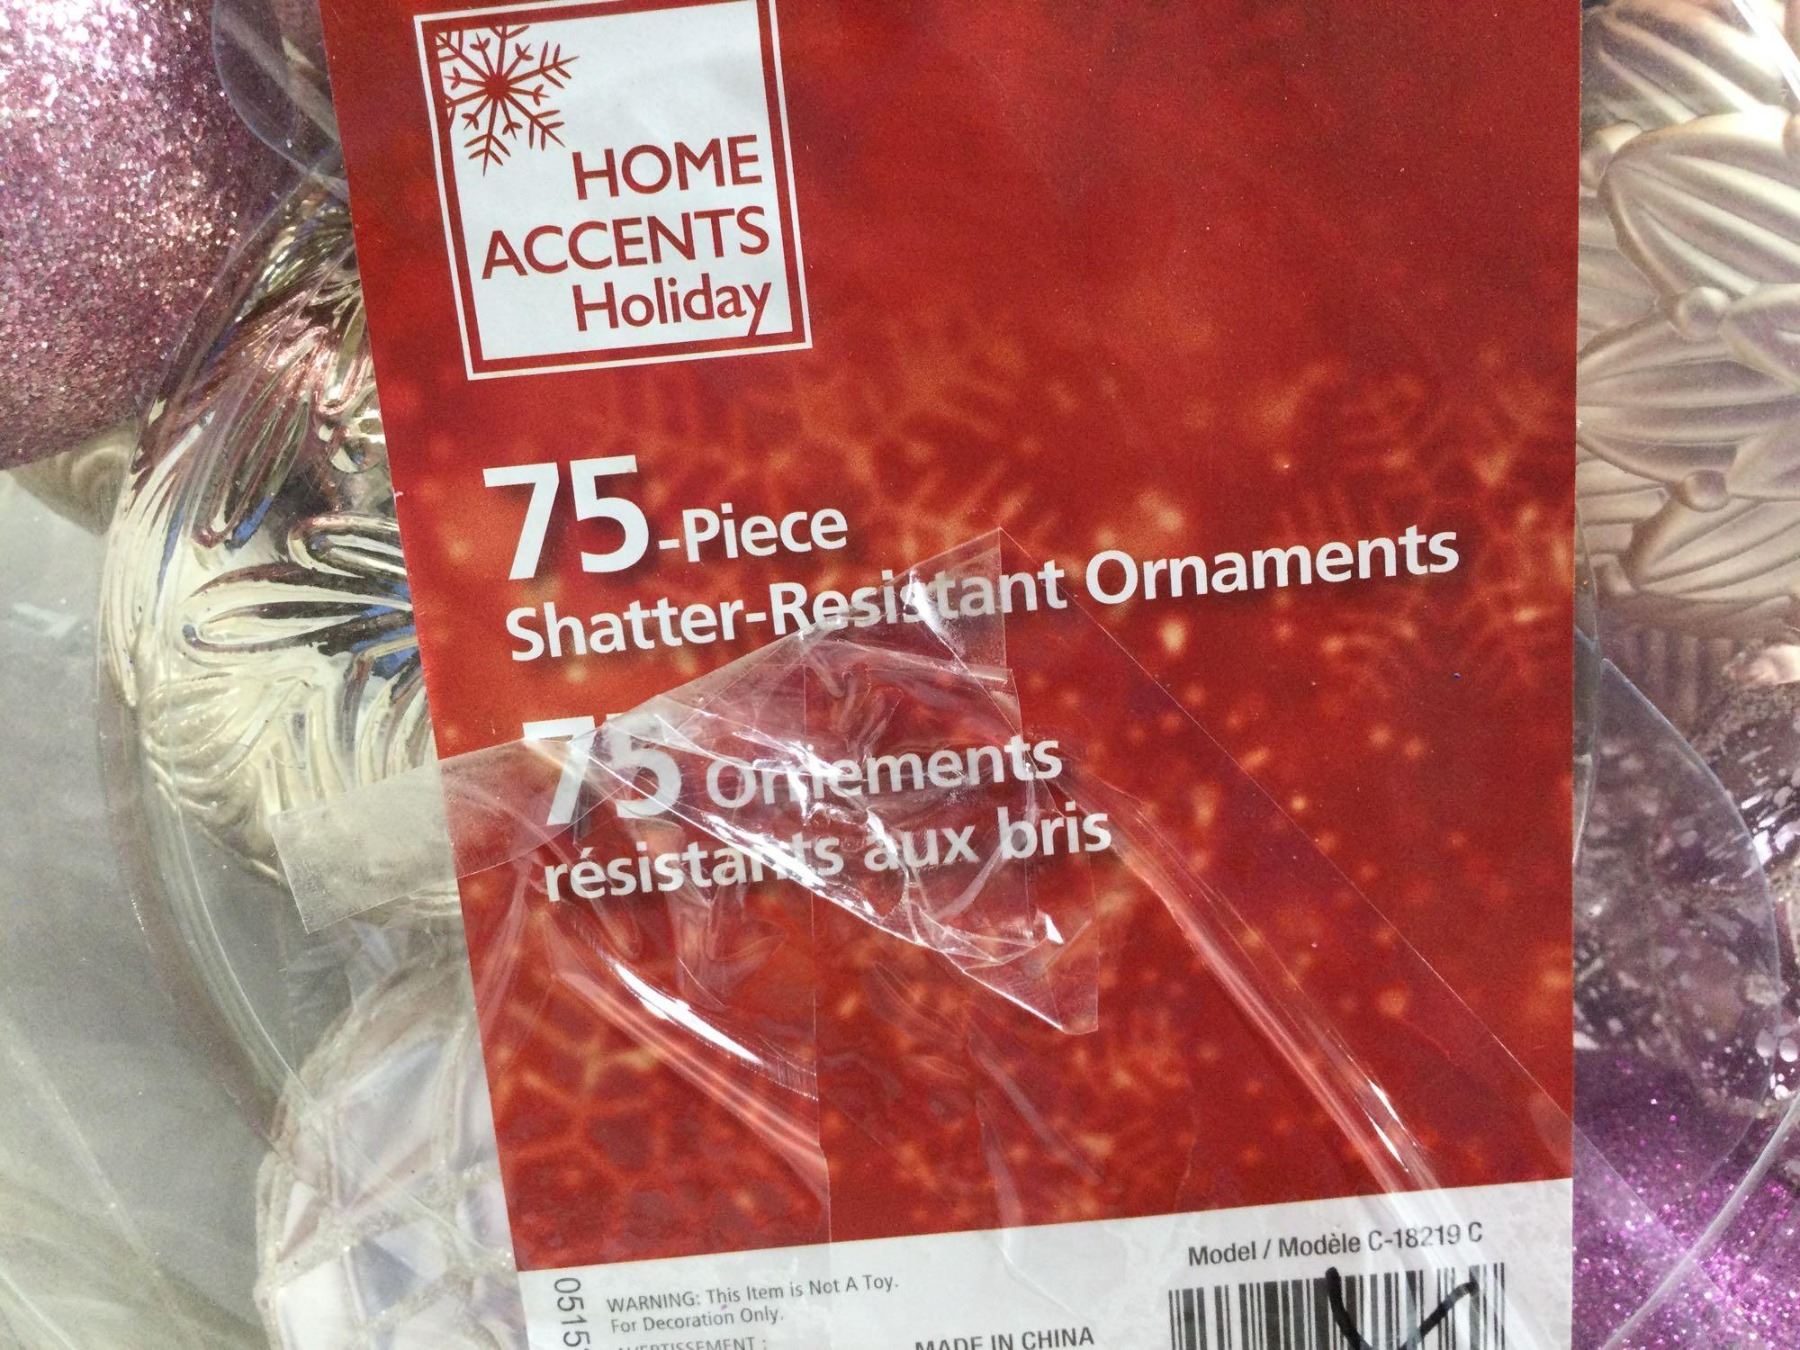 HOME
ACCENTS
Holiday
75-Piece
Shatter-Resistant Ornaments
75 Ornements
résistants aux bris
Model / Modèle C-18219 C
WARNING: This Item is Not A Toy.
For Decoration Only.
AVERTISSEMENT :
MADE IN CHINA